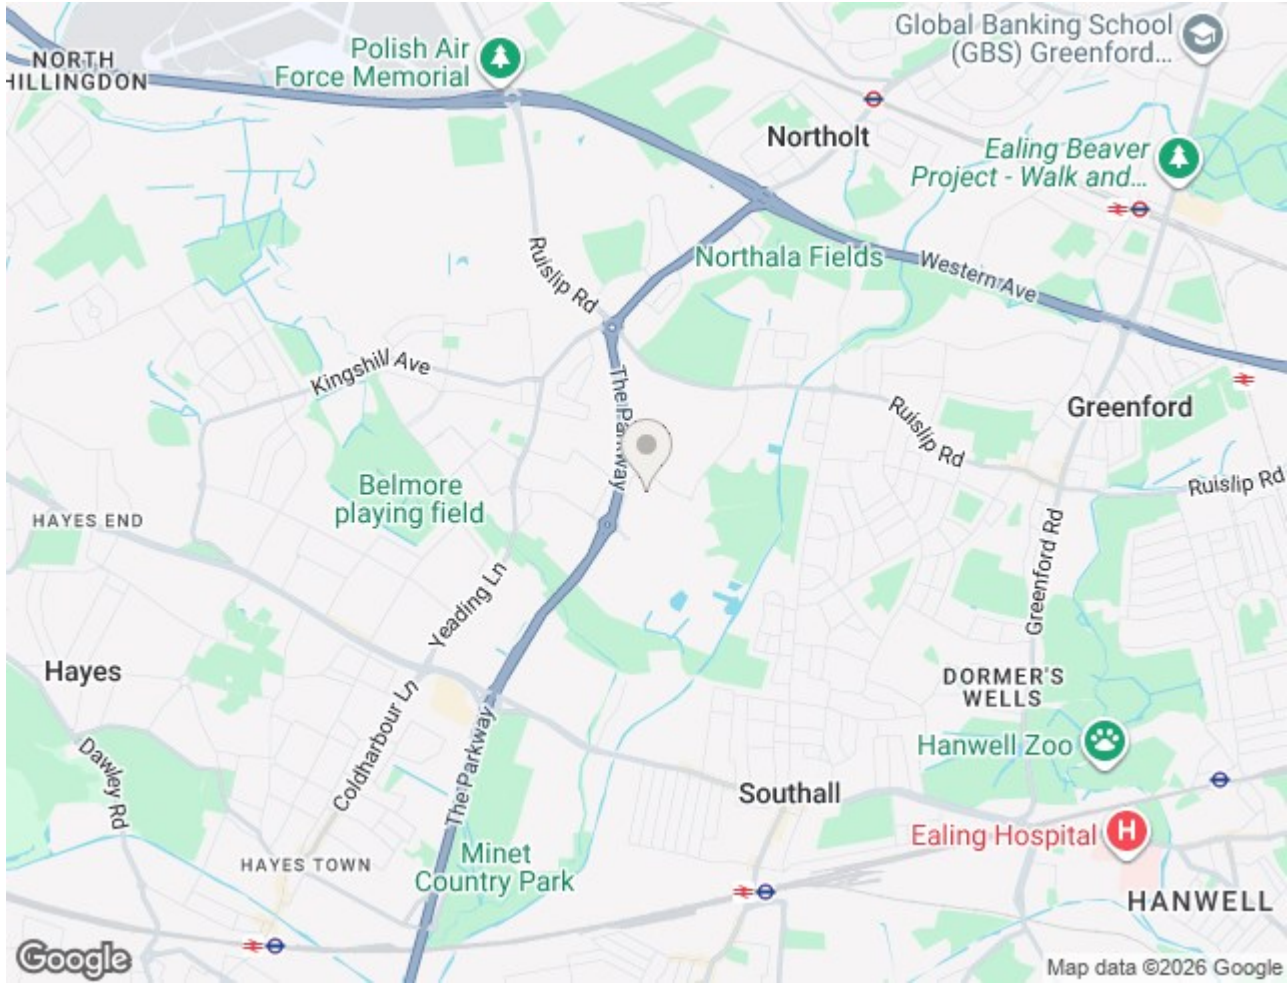 Global Banking School
(GBS) Greenford...
Polish Air
Force Memorial
NORTH
HILLINGDON
Northolt
Ealing Beaver
Project - Walk and...
Ruislip Rd
Northala Fields
Western Ave
Kingshill Ave
The Parkway
Ruislip Rd
Greenford
Belmore
playing field
Ruislip Rd
HAYES END
Greenford Rd
Yeading Ln
Hayes
DORMER'S
WELLS
Coldharbour Ln
The Parkway
Hanwell Zoo
Dawley Rd
Southall
Ealing Hospital
H
HAYES TOWN
Minet
Country Park
HANWELL
Google
Map data ©2026 Google